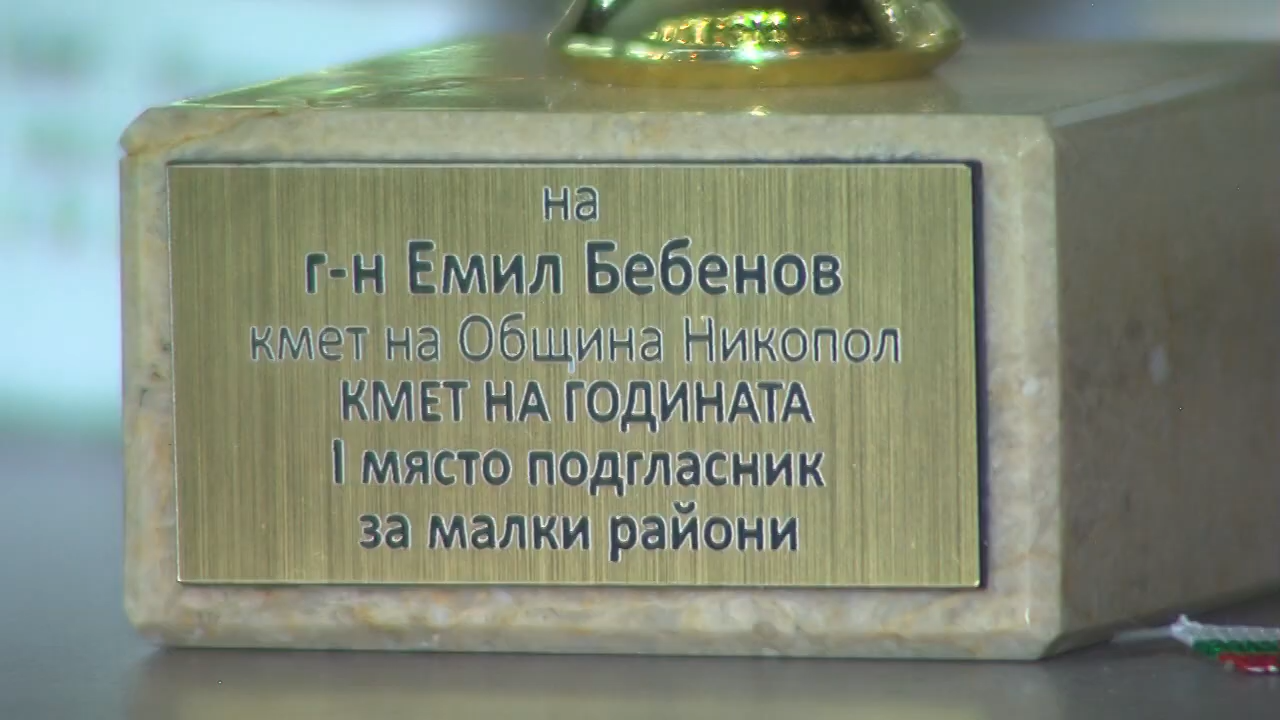 на
г-н Емил Бебенов
кмет на Община Никопол
КМЕТ НА ГОДИНАТА
I място подгласник
за малки райони